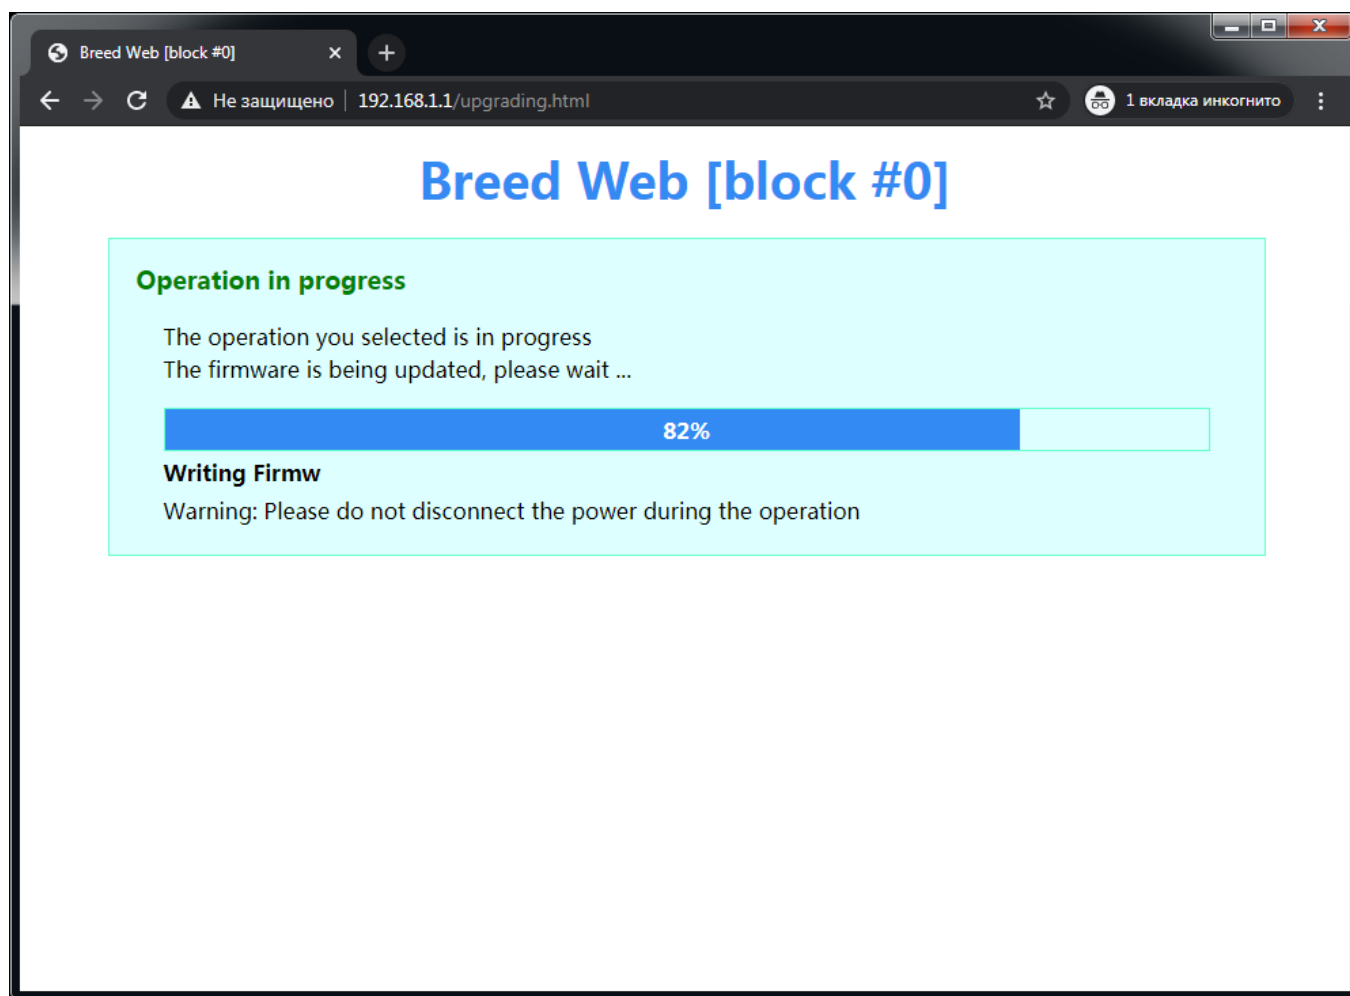 Breed Web [block #0]
Не защищено 192.168.1.1/upgrading.html 1 вкладка инкогнито
Breed Web [block #0]
Operation in progress
The operation you selected is in progress
The firmware is being updated, please wait ...
82%
Writing Firmw
Warning: Please do not disconnect the power during the operation